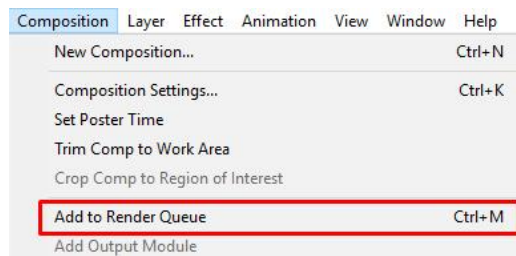 Composition Layer Effect Animation View Window Help
New Composition... Ctrl+N
Composition Settings... Ctrl+K
Set Poster Time
Trim Comp to Work Area
Crop Comp to Region of Interest
Add to Render Queue Ctrl+M
Add Output Module